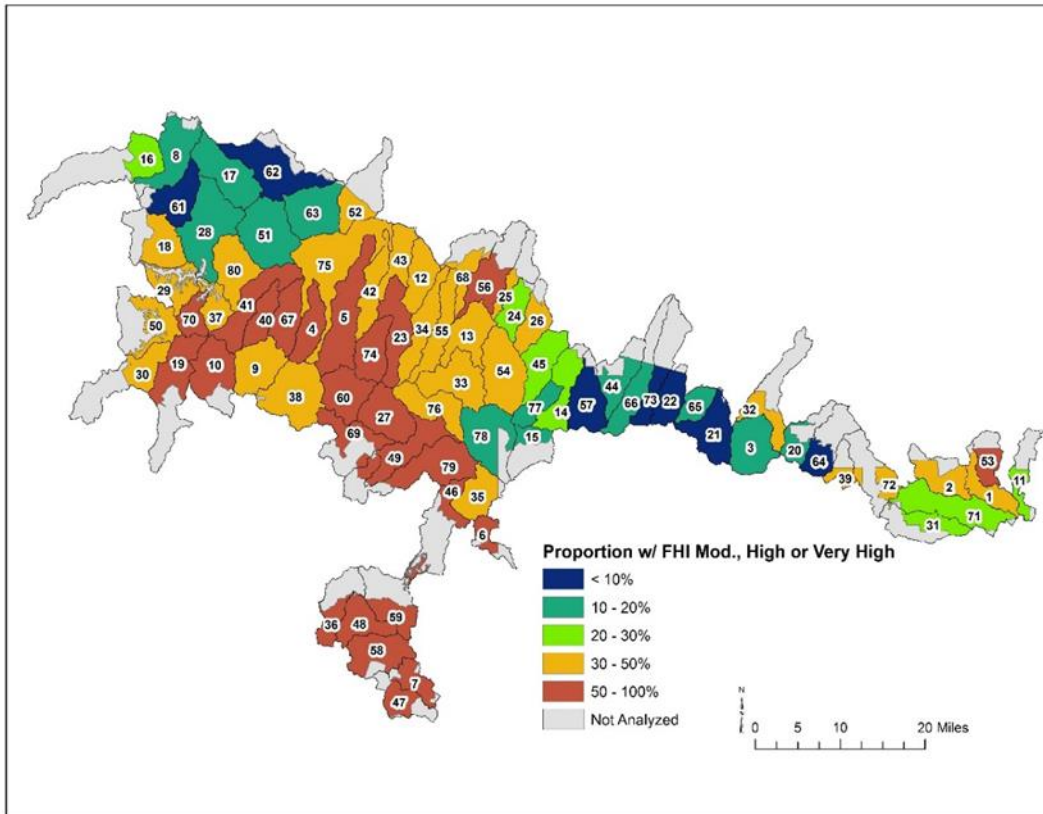 16 8 17 62
61 28 51 63 52
18 80 75 43 12 68 56 25
29 41 42 24 26
50 70 37 40 67 4 5 34 55 13
30 19 10 9 74 23 33 54 45
38 60 76 77 14 57 44 66 73 22 65 32
27 78 15 21 3 20 64
69 49 79 39 72 2 53 11
46 35 1
6 31 71
Proportion w/ FHI Mod., High or Very High
< 10%
10 - 20%
20 - 30%
30 - 50%
50 - 100%
Not Analyzed
36 48 59
58
7
47
N
0 5 10 20 Miles